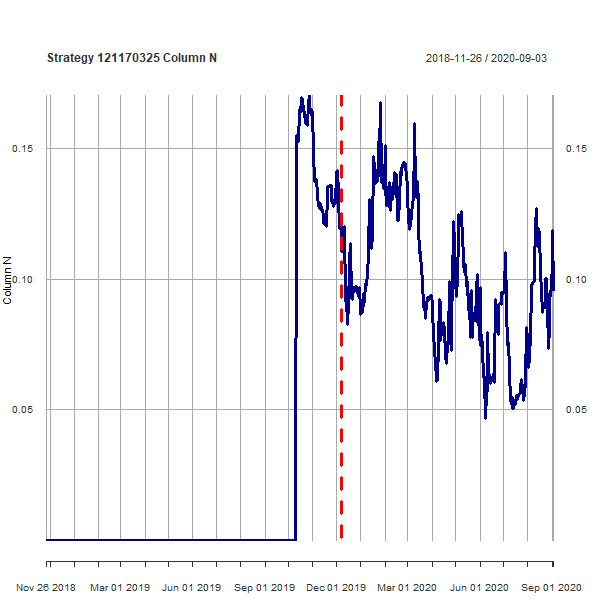 Strategy 121170325 Column N
2018-11-26 / 2020-09-03
0.15
0.15
0.10
0.10
0.05
0.05
Column N
Nov 26 2018
Mar 01 2019
Jun 01 2019
Sep 01 2019
Dec 01 2019
Mar 01 2020
Jun 01 2020
Sep 01 2020